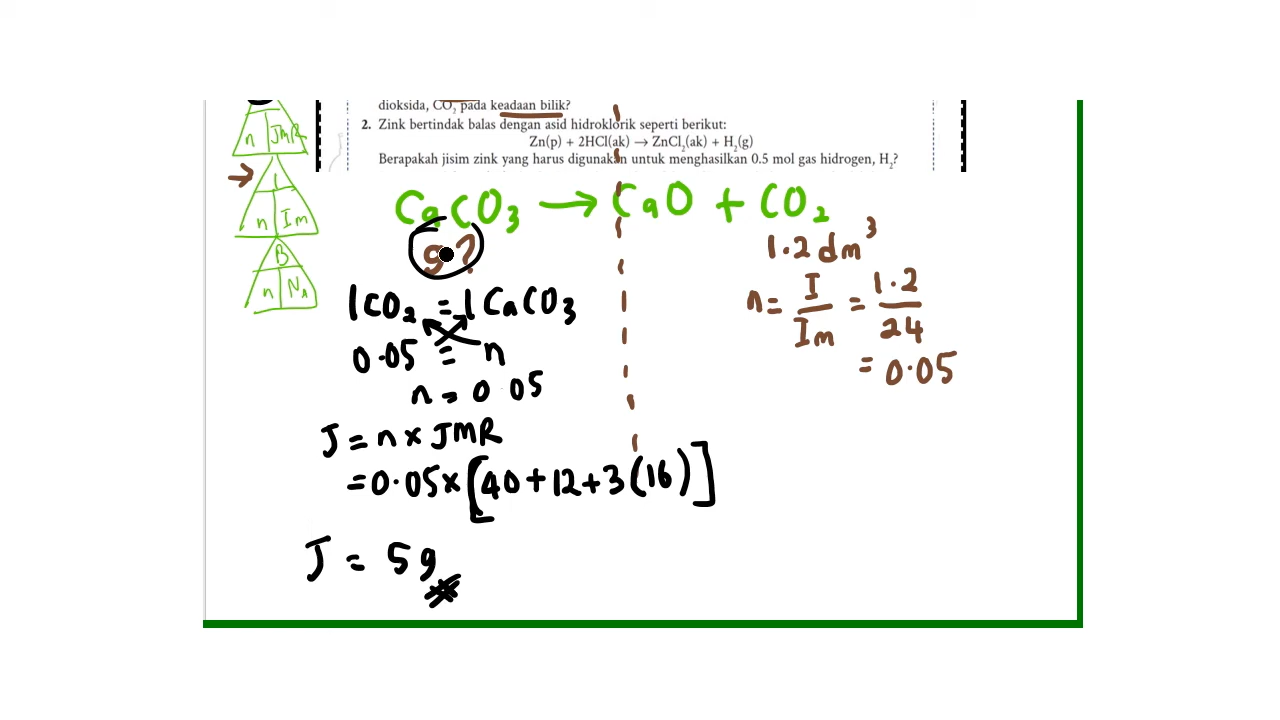 dioksida, CO₂ pada keadaan bilik?
2. Zink bertindak balas dengan asid hidroklorik seperti berikut:
Zn(p) + 2HCl(ak) → ZnCl₂(ak) + H₂(g)
Berapakah jisim zink yang harus digunakan untuk menghasilkan 0.5 mol gas hidrogen, H₂?
n JMR
I
n Im
B
n NA
CaCO₃ → CaO + CO₂
g?
1.2 dm³
n = I/Im = 1.2/24
= 0.05
1CO₂ = 1CaCO₃
0.05 = n
n = 0.05
J = n × JMR
= 0.05 × [40 + 12 + 3(16)]
J = 5g